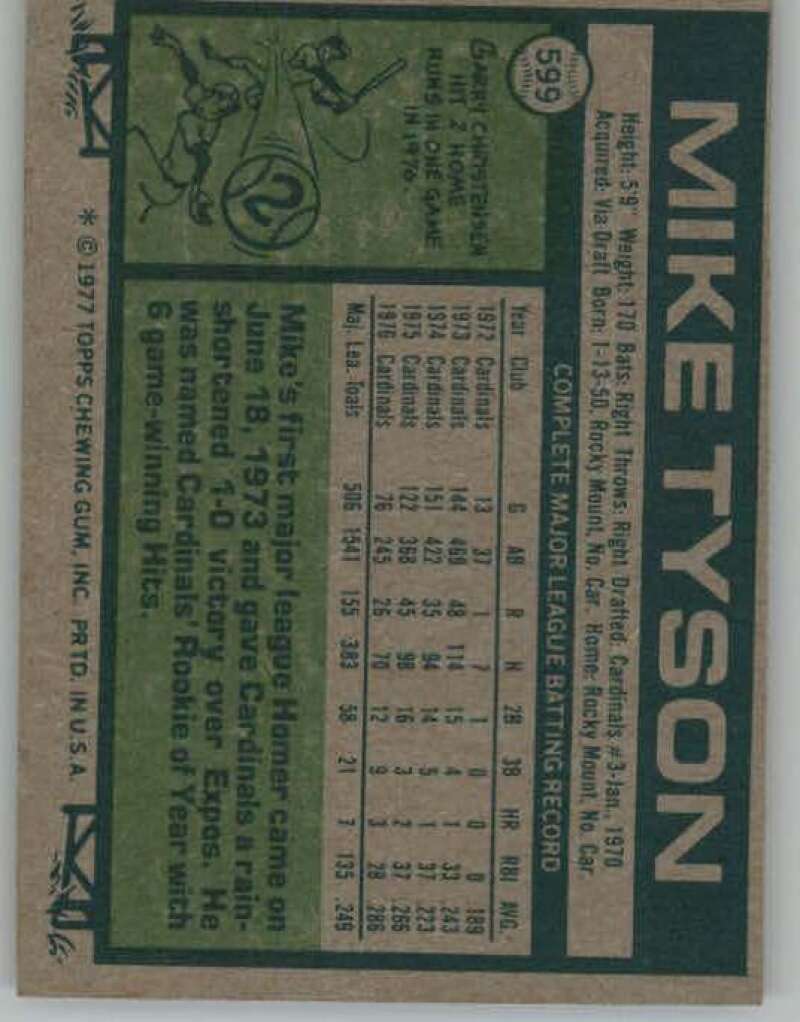 599
MIKE TYSON
Height: 5'9" Weight: 170 Bats: Right Throws: Right Drafted: Cardinals #3-Jan., 1970
Acquired: Via Draft Born: 1-13-50, Rocky Mount, No. Car. Home: Rocky Mount, No. Car
COMPLETE MAJOR LEAGUE BATTING RECORD
Year Club G AB R H 2B 3B HR RBI AVG.
1972 Cardinals 13 37 1 7 1 0 0 0 .189
1973 Cardinals 144 469 48 114 15 4 1 33 .243
1974 Cardinals 151 422 35 94 14 5 1 37 .223
1975 Cardinals 122 368 45 98 16 3 2 37 .266
1976 Cardinals 76 245 26 70 12 9 3 28 .286
Maj. Lea. Toals 506 1541 155 383 58 21 7 135 .249
GARRY CHRISTENSEN
HIT 2 HOME
RUNS IN ONE GAME
IN 1976.
2
Mike's first major league Homer came on
June 18, 1973 and gave Cardinals a rain-
shortened 1-0 victory over Expos. He
was named Cardinals' Rookie of Year with
6 game-winning Hits.
* © 1977 TOPPS CHEWING GUM, INC. PRTD. IN U.S.A.